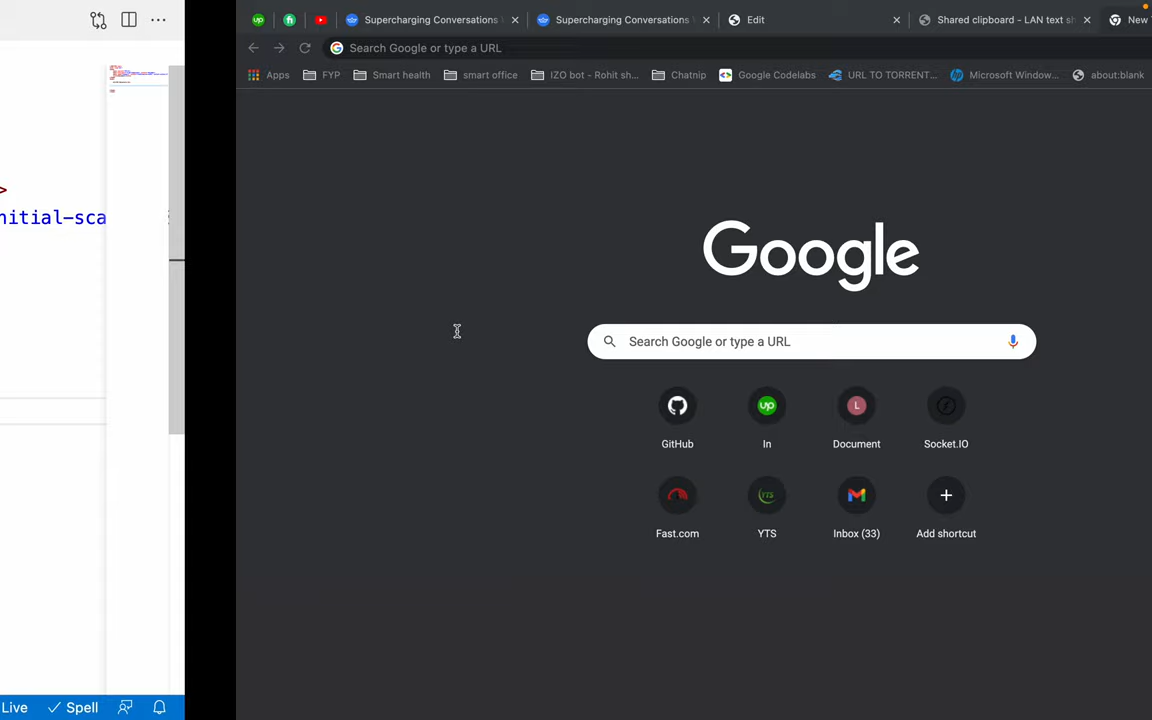 Supercharging Conversations
Supercharging Conversations
Edit
Shared clipboard - LAN text sh
New
Search Google or type a URL
Apps
FYP
Smart health
smart office
IZO bot - Rohit sh...
Chatnip
Google Codelabs
URL TO TORRENT...
Microsoft Window...
about:blank
>
nitial-sca
Google
Search Google or type a URL
GitHub
In
Document
Socket.IO
Fast.com
YTS
Inbox (33)
Add shortcut
Live
Spell